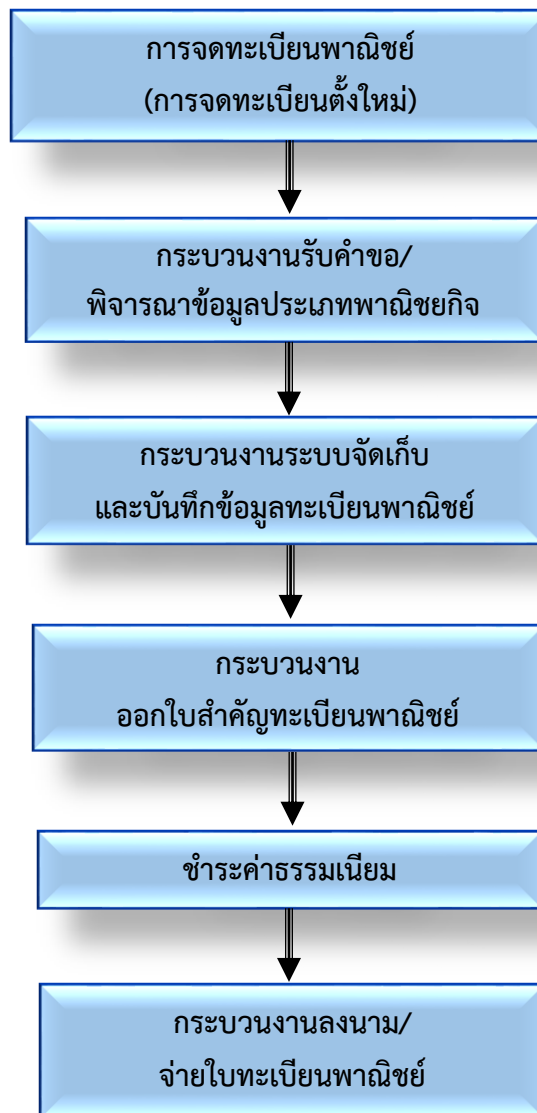 การจดทะเบียนพาณิชย์
(การจดทะเบียนตั้งใหม่)
กระบวนงานรับคำขอ/
พิจารณาข้อมูลประเภทพาณิชยกิจ
กระบวนงานระบบจัดเก็บ
และบันทึกข้อมูลทะเบียนพาณิชย์
กระบวนงาน
ออกใบสำคัญทะเบียนพาณิชย์
ชำระค่าธรรมเนียม
กระบวนงานลงนาม/
จ่ายใบทะเบียนพาณิชย์